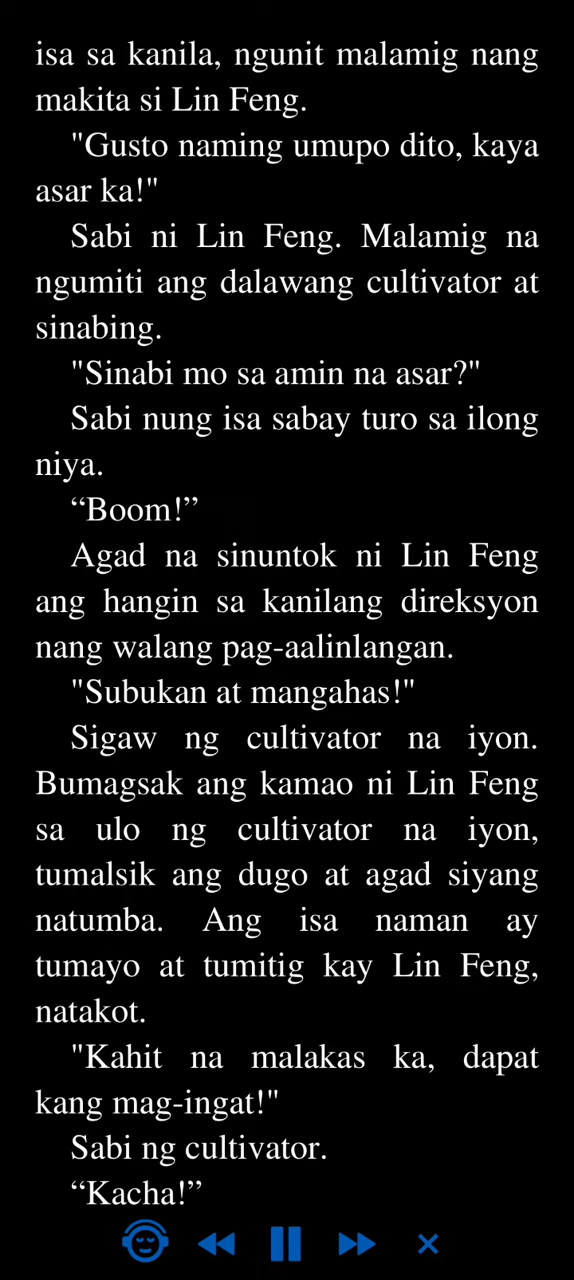 isa sa kanila, ngunit malamig nang
makita si Lin Feng.
"Gusto naming umupo dito, kaya
asar ka!"
Sabi ni Lin Feng. Malamig na
ngumiti ang dalawang cultivator at
sinabing.
"Sinabi mo sa amin na asar?"
Sabi nung isa sabay turo sa ilong
niya.
“Boom!”
Agad na sinuntok ni Lin Feng
ang hangin sa kanilang direksyon
nang walang pag-aalinlangan.
"Subukan at mangahas!"
Sigaw ng cultivator na iyon.
Bumagsak ang kamao ni Lin Feng
sa ulo ng cultivator na iyon,
tumalsik ang dugo at agad siyang
natumba. Ang isa naman ay
tumayo at tumitig kay Lin Feng,
natakot.
"Kahit na malakas ka, dapat
kang mag-ingat!"
Sabi ng cultivator.
“Kacha!”